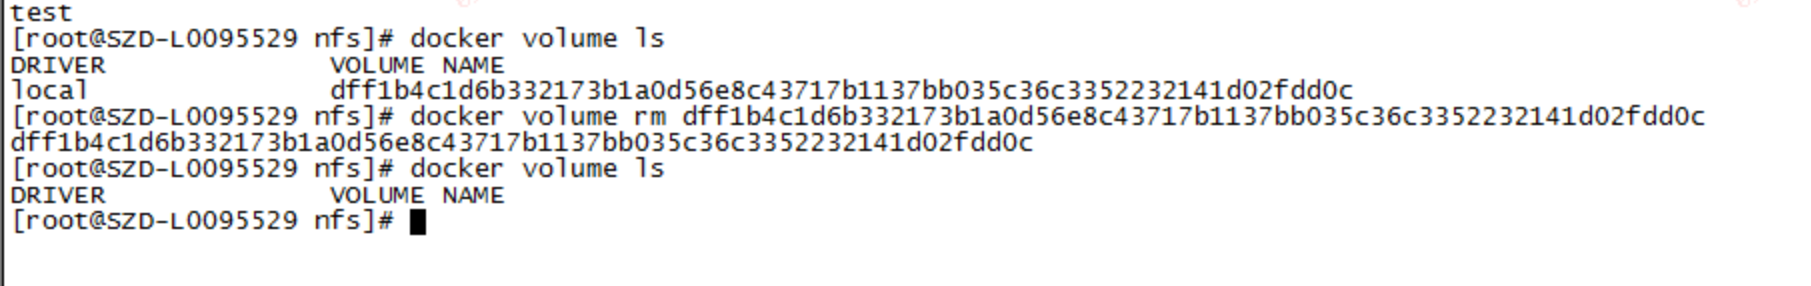 test
[root@SZD-L0095529 nfs]# docker volume ls
DRIVER              VOLUME NAME
local               dff1b4c1d6b332173b1a0d56e8c43717b1137bb035c36c3352232141d02fdd0c
[root@SZD-L0095529 nfs]# docker volume rm dff1b4c1d6b332173b1a0d56e8c43717b1137bb035c36c3352232141d02fdd0c
dff1b4c1d6b332173b1a0d56e8c43717b1137bb035c36c3352232141d02fdd0c
[root@SZD-L0095529 nfs]# docker volume ls
DRIVER              VOLUME NAME
[root@SZD-L0095529 nfs]#